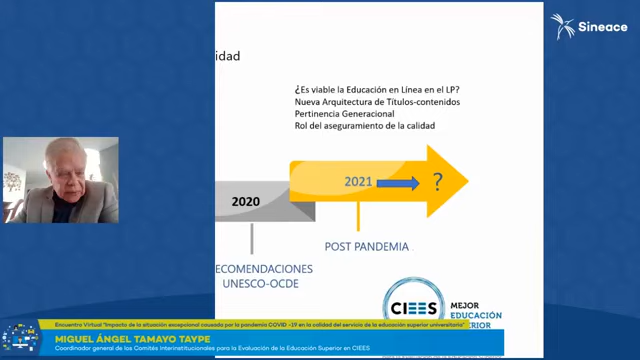 Sineace
idad
¿Es viable la Educación en Línea en el LP?
Nueva Arquitectura de Títulos-contenidos
Pertinencia Generacional
Rol del aseguramiento de la calidad
2020
2021
?
POST PANDEMIA
ECOMENDACIONES
UNESCO-OCDE
CIEES
MEJOR
EDUCACIÓN
ERIOR
Encuentro Virtual "Impacto de la situación excepcional causada por la pandemia COVID -19 en la calidad del servicio de la educación superior universitaria"
MIGUEL ÁNGEL TAMAYO TAYPE
Coordinador general de los Comités Interinstitucionales para la Evaluación de la Educación Superior en CIEES